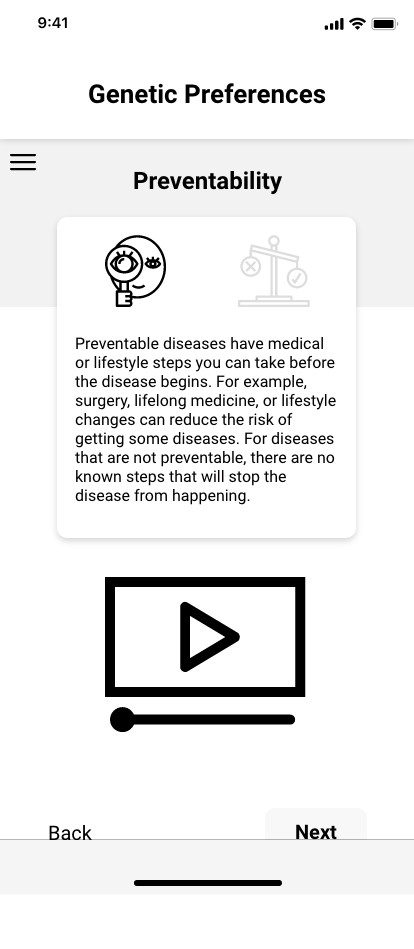 9:41
Genetic Preferences
Preventability
Preventable diseases have medical
or lifestyle steps you can take before
the disease begins. For example,
surgery, lifelong medicine, or lifestyle
changes can reduce the risk of
getting some diseases. For diseases
that are not preventable, there are no
known steps that will stop the
disease from happening.
Back
Next